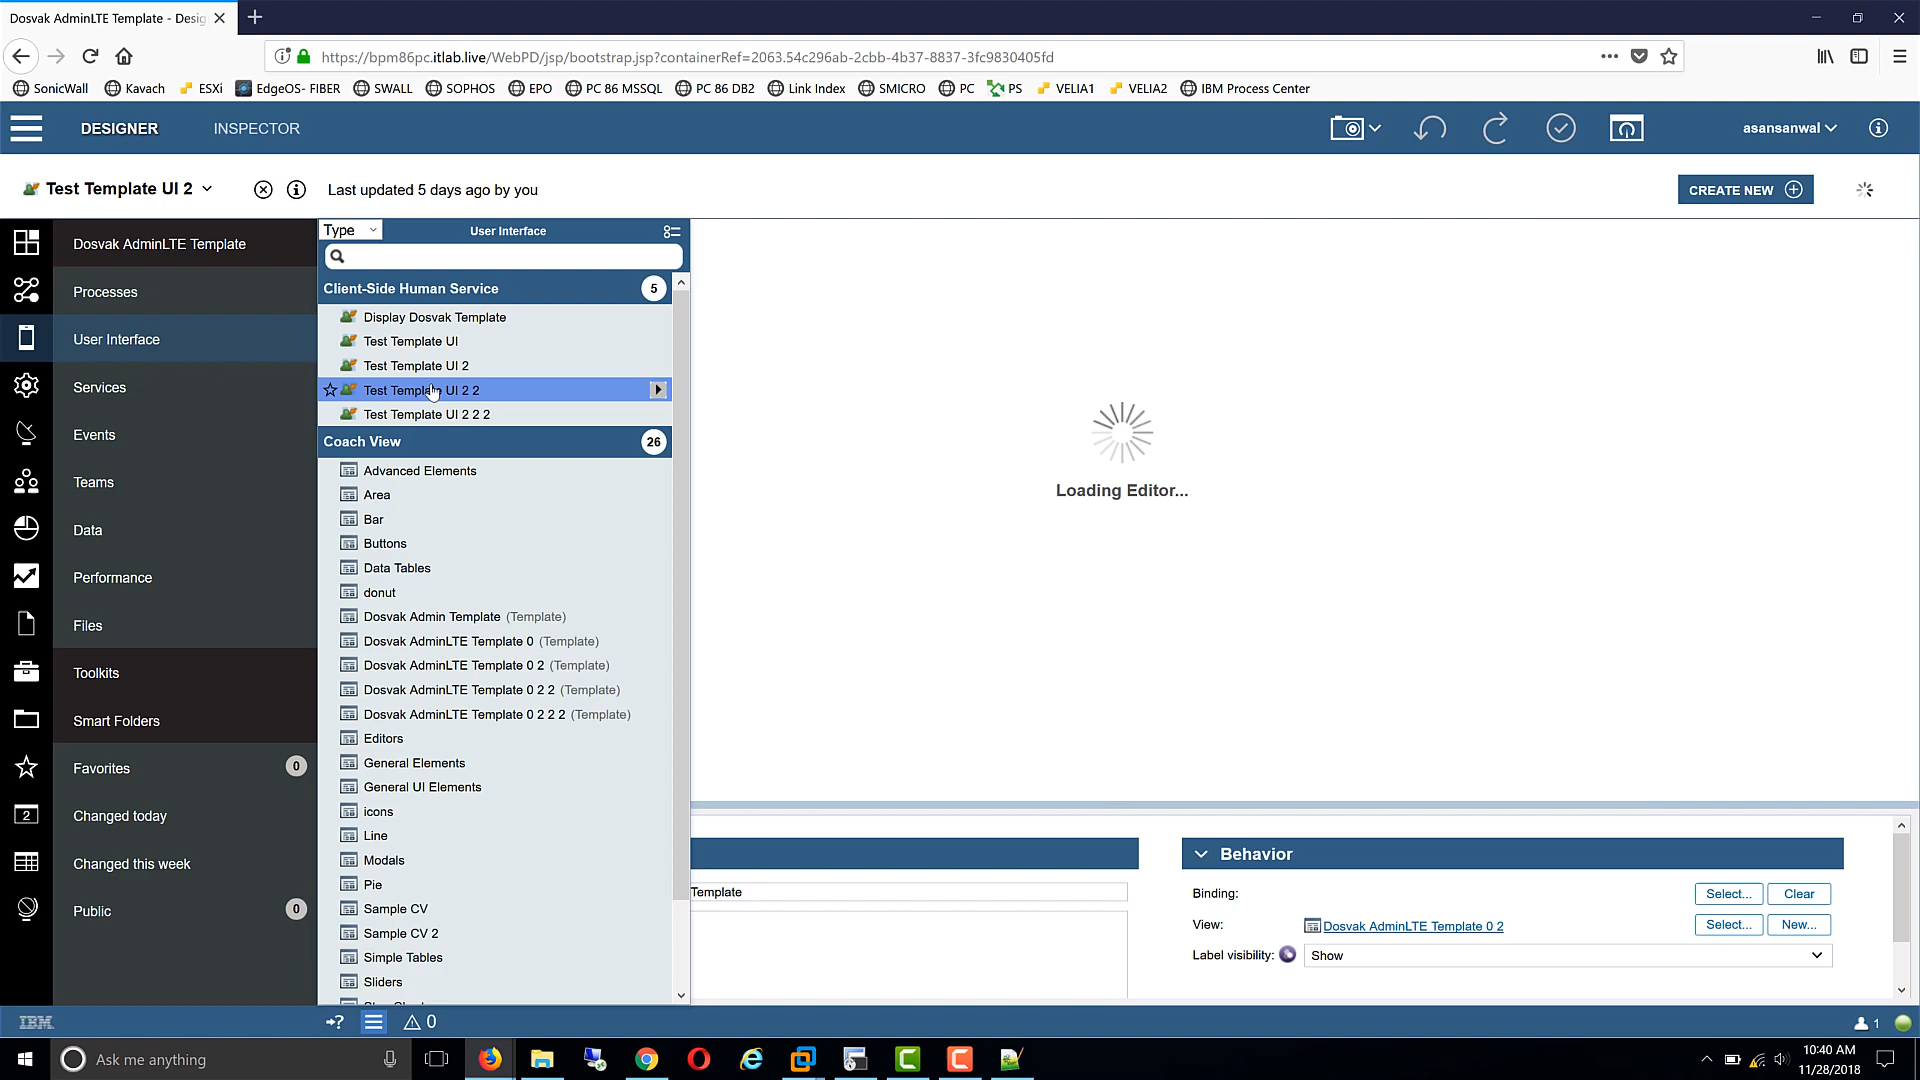 Dosvak AdminLTE Template - Desig
https://bpm86pc.itlab.live/WebPD/jsp/bootstrap.jsp?containerRef=2063.54c296ab-2cbb-4b37-8837-3fc9830405fd
SonicWall Kavach ESXi EdgeOS- FIBER SWALL SOPHOS EPO PC 86 MSSQL PC 86 DB2 Link Index SMICRO PC PS VELIA1 VELIA2 IBM Process Center
DESIGNER INSPECTOR asansanwal
Test Template UI 2 Last updated 5 days ago by you CREATE NEW
Dosvak AdminLTE Template
Processes
User Interface
Services
Events
Teams
Data
Performance
Files
Toolkits
Smart Folders
Favorites 0
2 Changed today
Changed this week
Public 0
Type User Interface
Client-Side Human Service 5
Display Dosvak Template
Test Template UI
Test Template UI 2
Test Template UI 2 2
Test Template UI 2 2 2
Coach View 26
Advanced Elements
Area
Bar
Buttons
Data Tables
donut
Dosvak Admin Template (Template)
Dosvak AdminLTE Template 0 (Template)
Dosvak AdminLTE Template 0 2 (Template)
Dosvak AdminLTE Template 0 2 2 (Template)
Dosvak AdminLTE Template 0 2 2 2 (Template)
Editors
General Elements
General UI Elements
icons
Line
Modals
Pie
Sample CV
Sample CV 2
Simple Tables
Sliders
Loading Editor...
Template
Behavior
Binding: Select... Clear
View: Dosvak AdminLTE Template 0 2 Select... New...
Label visibility: Show
IBM 0 1
Ask me anything
10:40 AM
11/28/2018